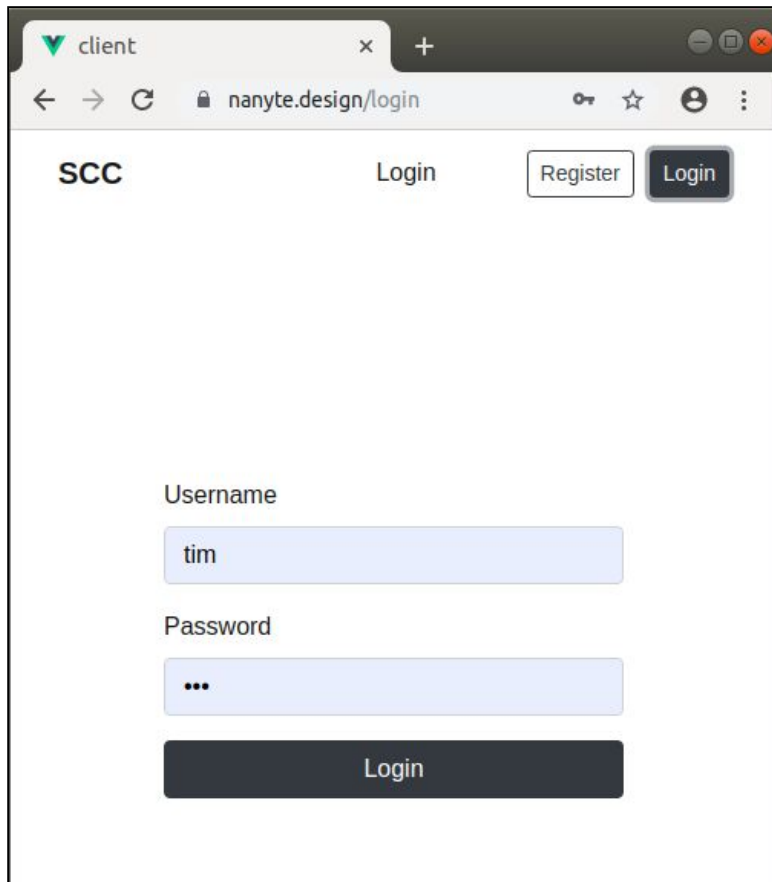 client
nanyte.design/login
SCC Login Register Login
Username
tim
Password
•••
Login